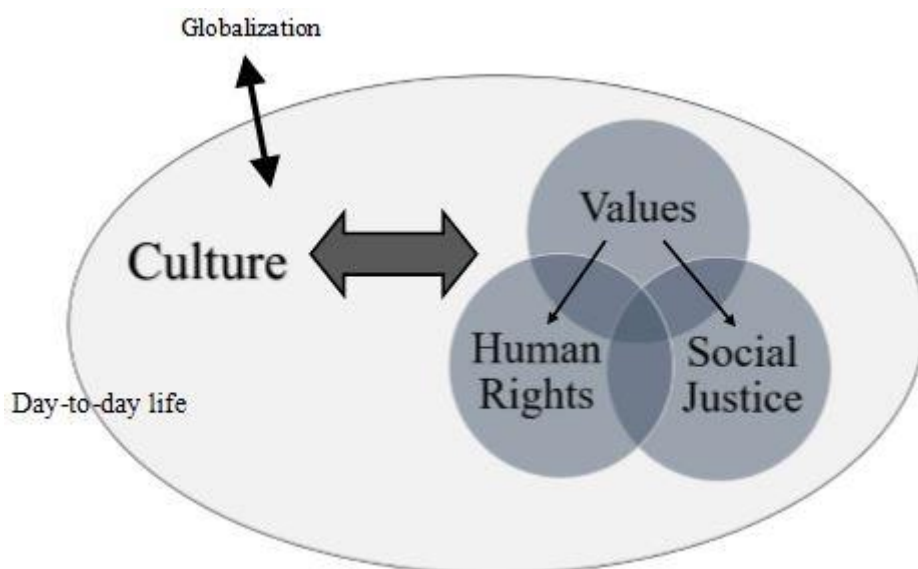 Globalization
Values
Culture
Human
Rights
Social
Justice
Day-to-day life